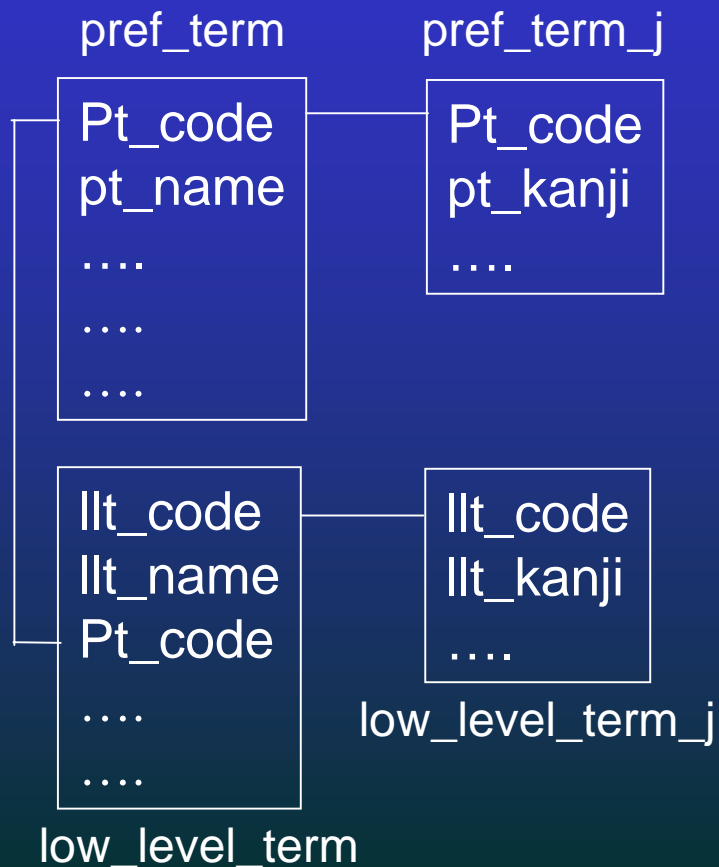 pref_term
pref_term_j
Pt_code
pt_name
....
....
....
Pt_code
pt_kanji
....
llt_code
llt_name
Pt_code
....
....
llt_code
llt_kanji
....
low_level_term_j
low_level_term